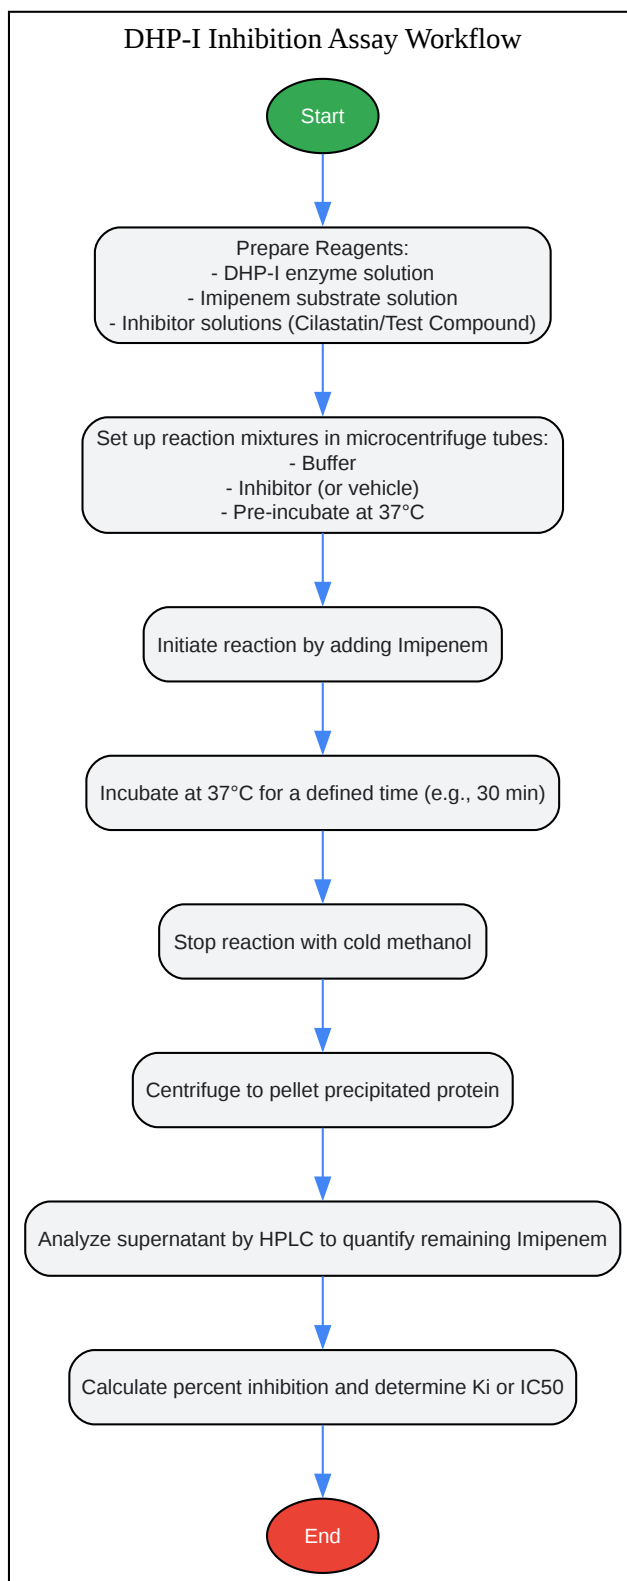 DHP-I Inhibition Assay Workflow
Start
Prepare Reagents:
- DHP-I enzyme solution
- Imipenem substrate solution
- Inhibitor solutions (Cilastatin/Test Compound)
Set up reaction mixtures in microcentrifuge tubes:
- Buffer
- Inhibitor (or vehicle)
- Pre-incubate at 37°C
Initiate reaction by adding Imipenem
Incubate at 37°C for a defined time (e.g., 30 min)
Stop reaction with cold methanol
Centrifuge to pellet precipitated protein
Analyze supernatant by HPLC to quantify remaining Imipenem
Calculate percent inhibition and determine Ki or IC50
End